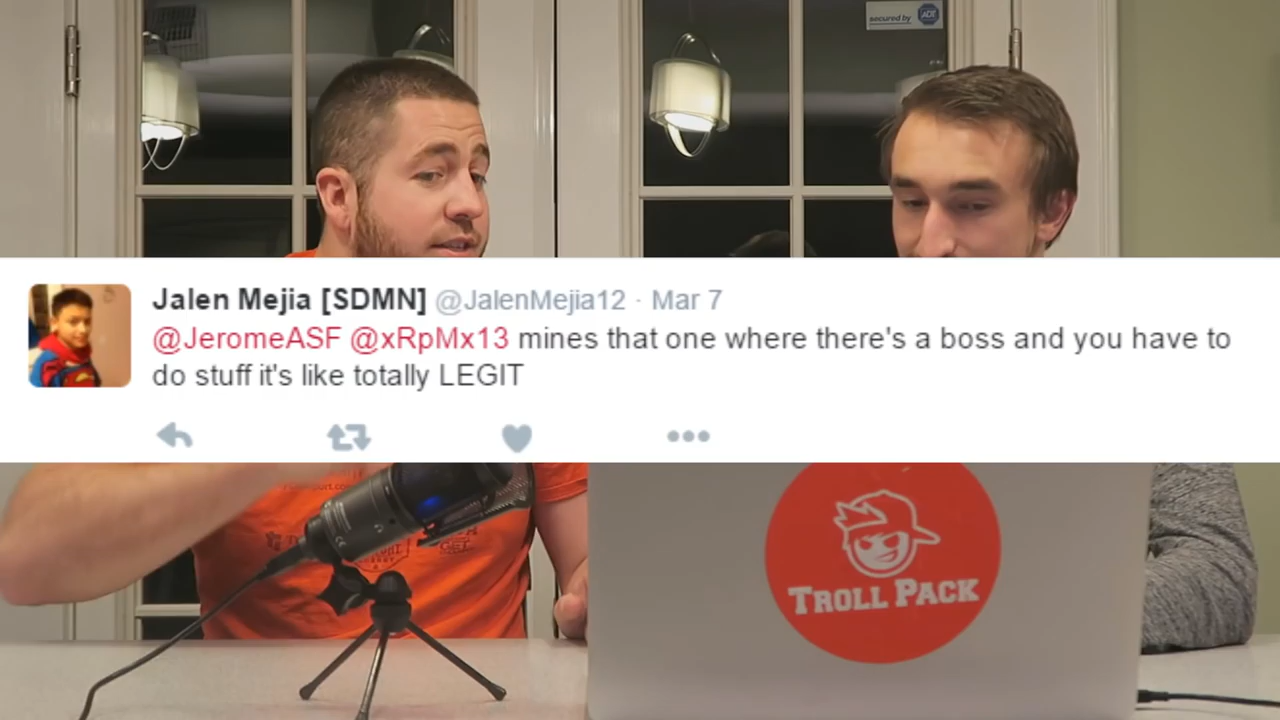 secured by
ADT
Jalen Mejia [SDMN] @JalenMejia12 · Mar 7
@JeromeASF @xRpMx13 mines that one where there's a boss and you have to
do stuff it's like totally LEGIT
TROLL PACK